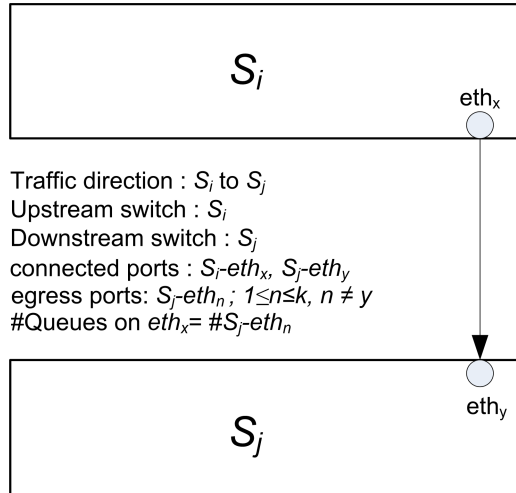 Si
ethx
Traffic direction : Si to Sj
Upstream switch : Si
Downstream switch : Sj
connected ports : Si-ethx, Sj-ethy
egress ports: Sj-ethn ; 1≤n≤k, n ≠ y
#Queues on ethx= #Sj-ethn
ethy
Sj